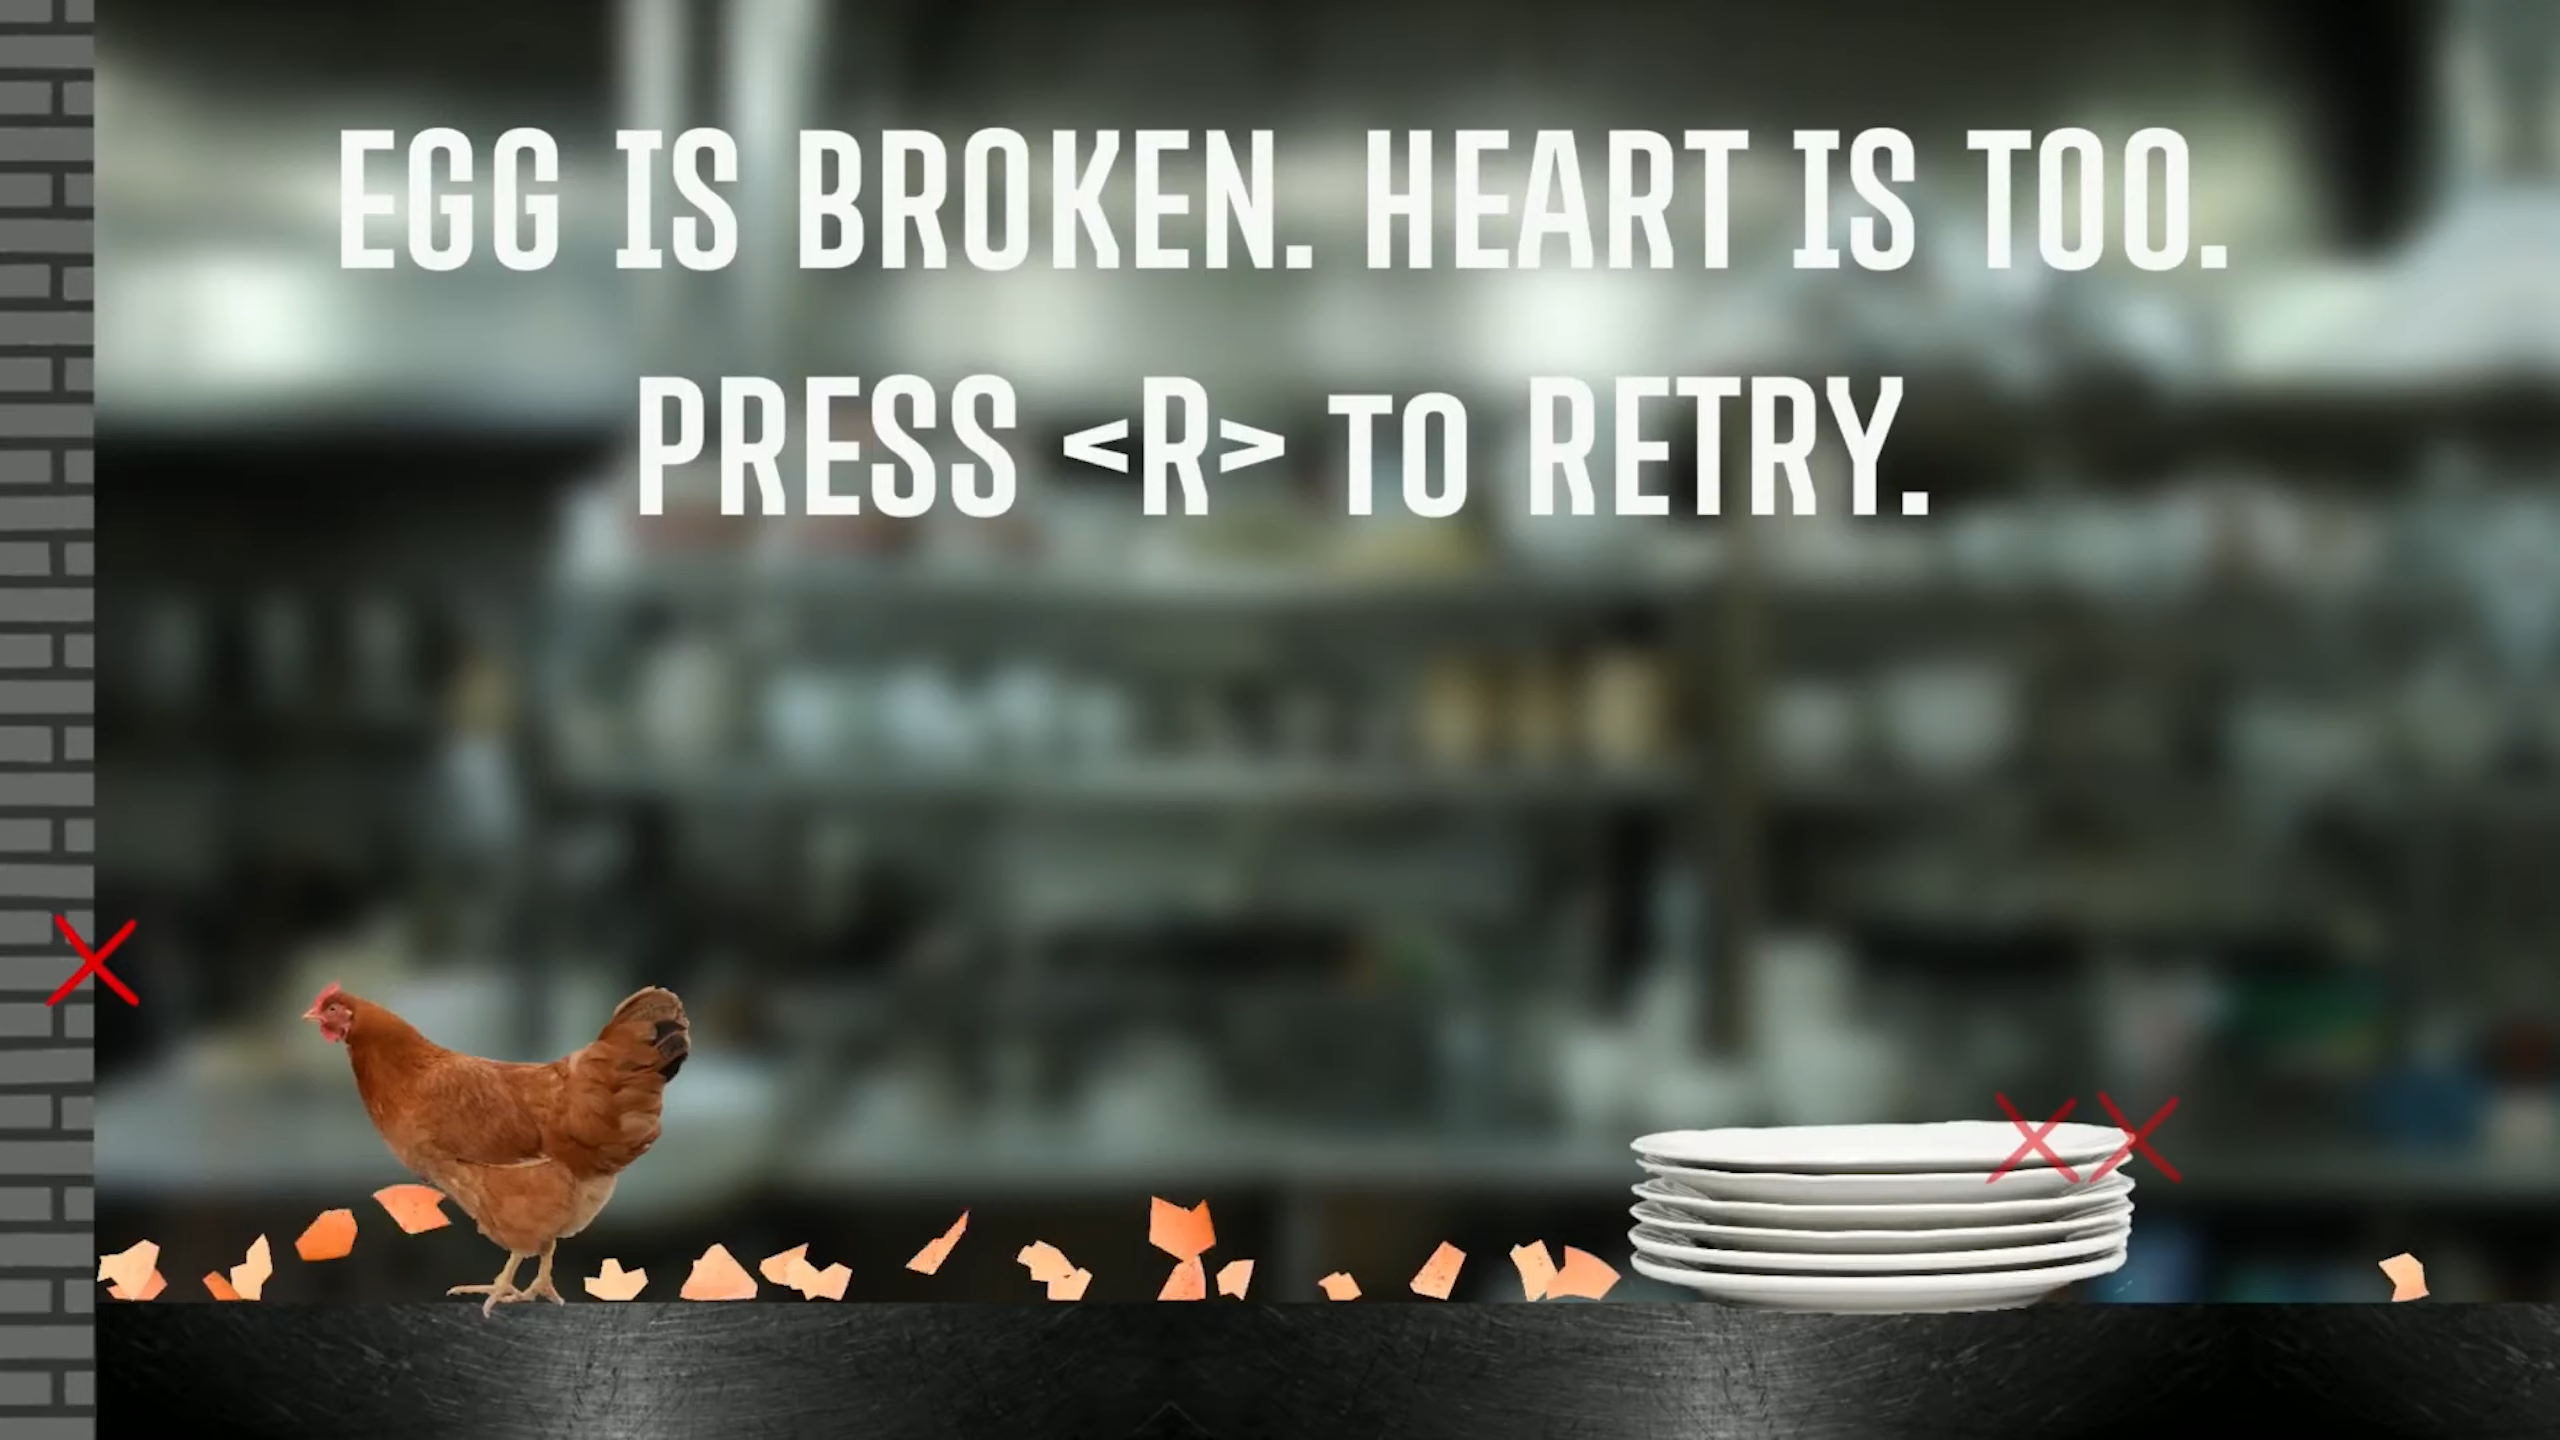 EGG IS BROKEN. HEART IS TOO.
PRESS <R> TO RETRY.